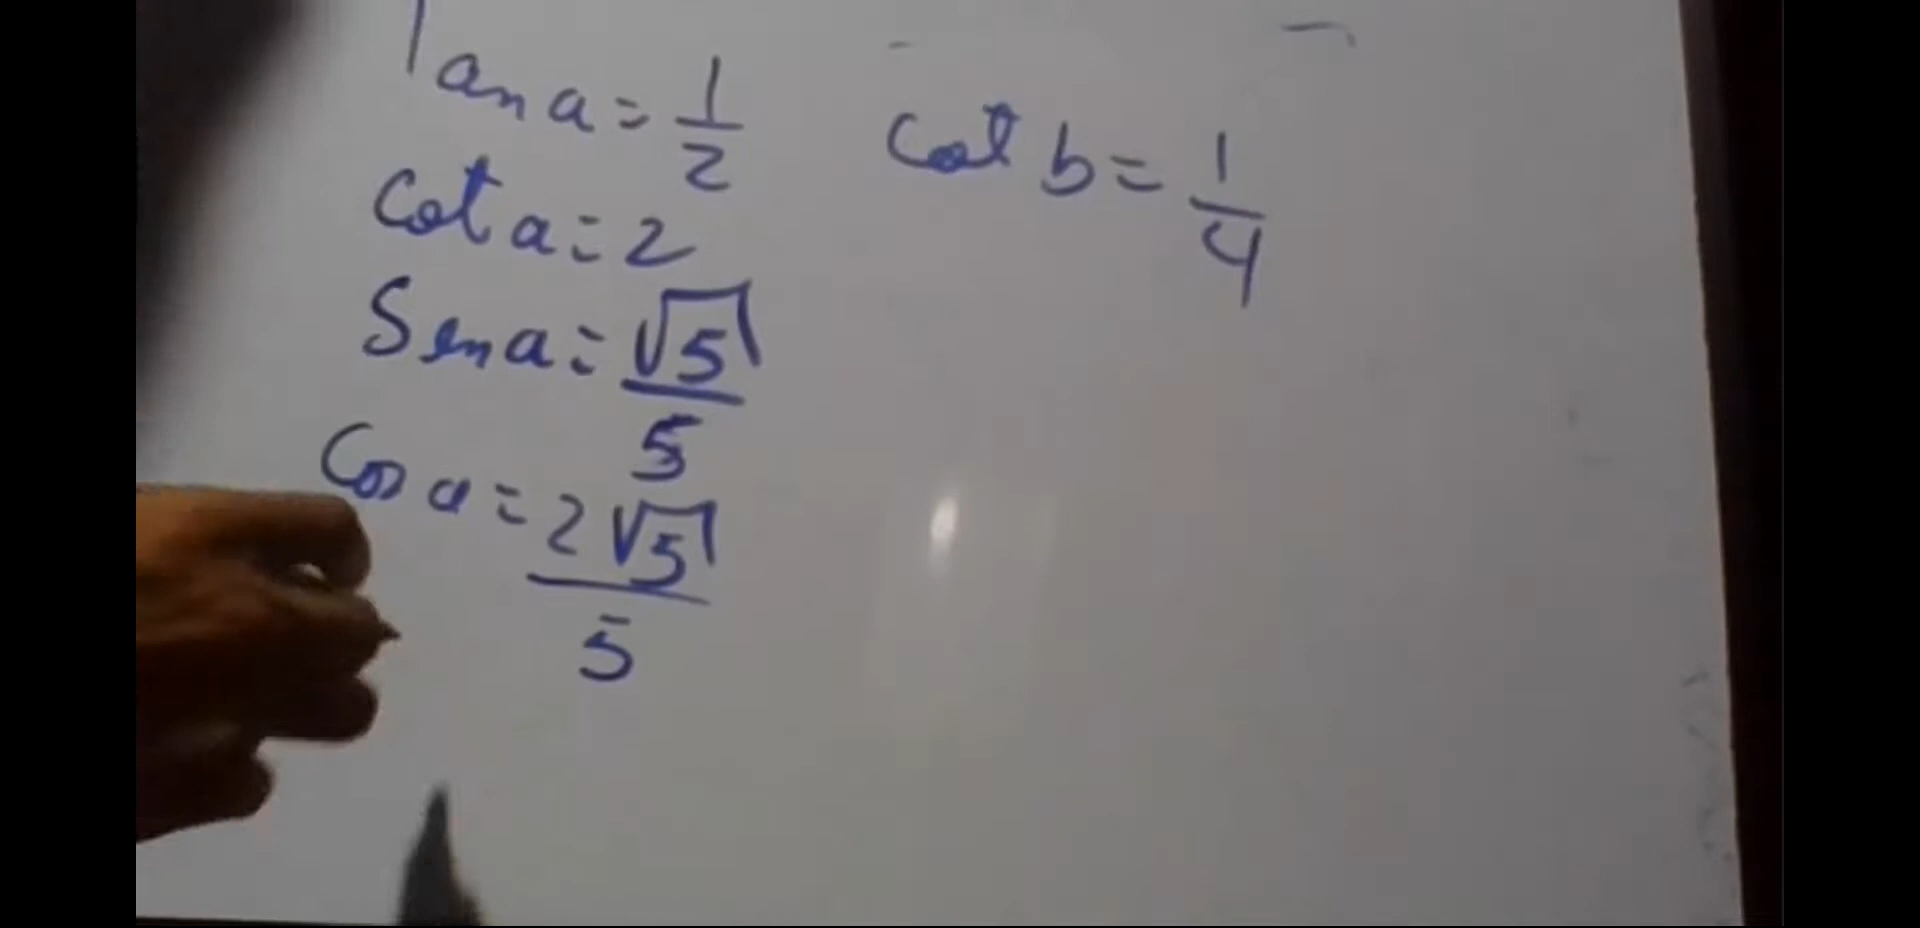 Tan a = 1/2
Cot a = 2
Sen a = √5/5
Cos a = 2√5/5
Cot b = 1/4